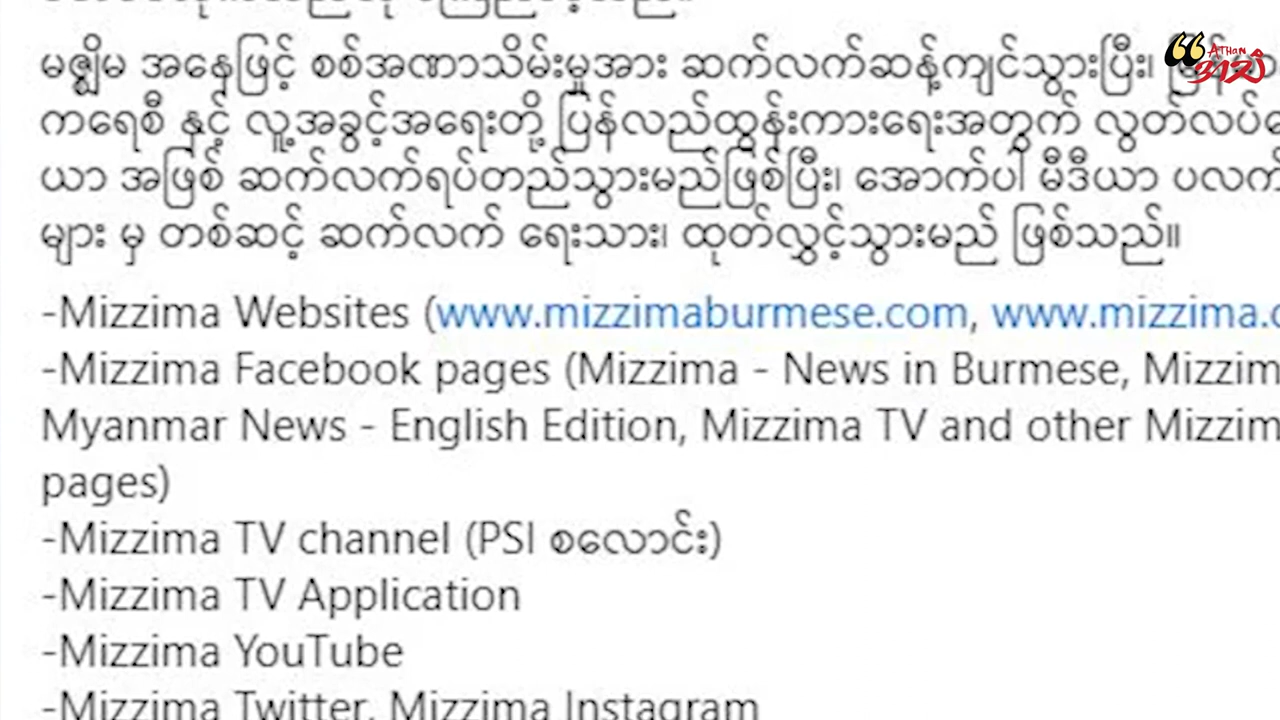 မဇ္ဈိမ အနေဖြင့် စစ်အဏာသိမ်းမှုအား ဆက်လက်ဆန့်ကျင်သွားပြီး၊
ကရေစီ နှင့် လူ့အခွင့်အရေးတို့ ပြန်လည်ထွန်းကားရေးအတွက် လွတ်လပ်
ယာ အဖြစ် ဆက်လက်ရပ်တည်သွားမည်ဖြစ်ပြီး၊ အောက်ပါ မီဒီယာ ပလက်
များ မှ တစ်ဆင့် ဆက်လက် ရေးသား၊ ထုတ်လွှင့်သွားမည် ဖြစ်သည်။
-Mizzima Websites (www.mizzimaburmese.com, www.mizzima.
-Mizzima Facebook pages (Mizzima - News in Burmese, Mizzim
Myanmar News - English Edition, Mizzima TV and other Mizzim
pages)
-Mizzima TV channel (PSI စလောင်း)
-Mizzima TV Application
-Mizzima YouTube
-Mizzima Twitter, Mizzima Instagram
ATHAN
အာသံ